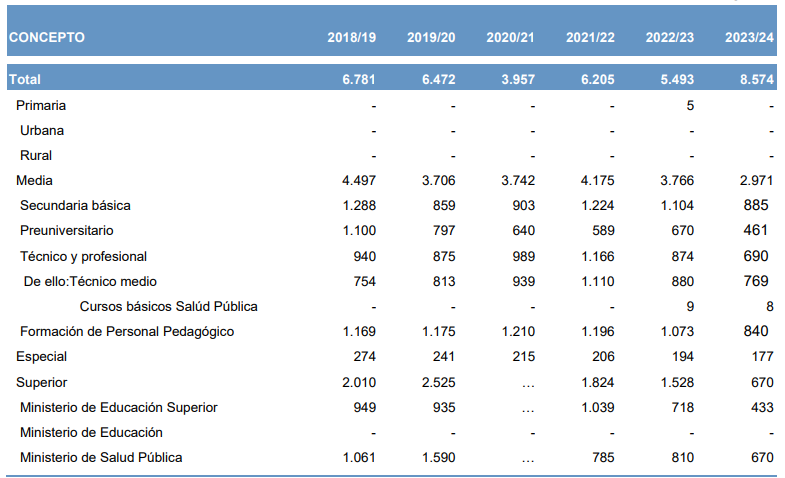 CONCEPTO 2018/19 2019/20 2020/21 2021/22 2022/23 2023/24
Total 6.781 6.472 3.957 6.205 5.493 8.574
Primaria - - - - 5 -
Urbana - - - - - -
Rural - - - - - -
Media 4.497 3.706 3.742 4.175 3.766 2.971
Secundaria básica 1.288 859 903 1.224 1.104 885
Preuniversitario 1.100 797 640 589 670 461
Técnico y profesional 940 875 989 1.166 874 690
De ello:Técnico medio 754 813 939 1.110 880 769
Cursos básicos Salúd Pública - - - - 9 8
Formación de Personal Pedagógico 1.169 1.175 1.210 1.196 1.073 840
Especial 274 241 215 206 194 177
Superior 2.010 2.525 … 1.824 1.528 670
Ministerio de Educación Superior 949 935 … 1.039 718 433
Ministerio de Educación - - - - - -
Ministerio de Salud Pública 1.061 1.590 … 785 810 670